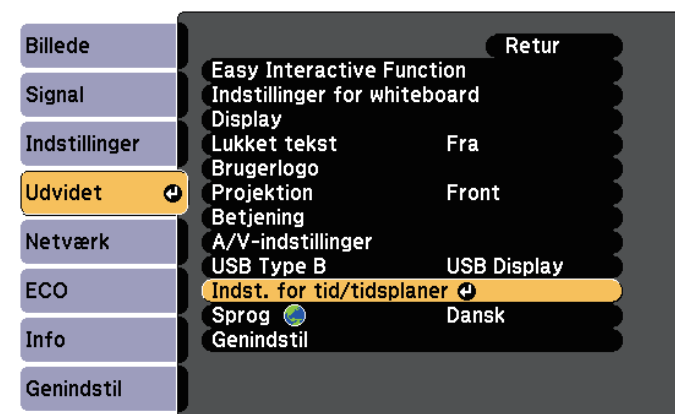 Billede
Signal
Indstillinger
Udvidet
Netværk
ECO
Info
Genindstil
Retur
Easy Interactive Function
Indstillinger for whiteboard
Display
Lukket tekst Fra
Brugerlogo
Projektion Front
Betjening
A/V-indstillinger
USB Type B USB Display
Indst. for tid/tidsplaner
Sprog Dansk
Genindstil